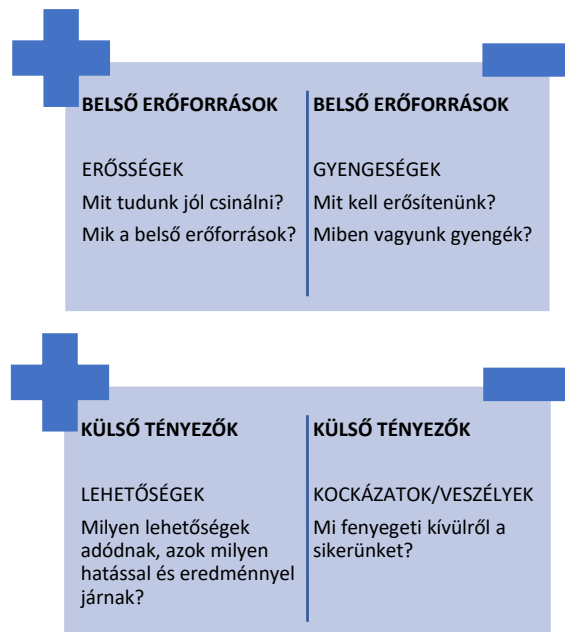 BELSŐ ERŐFORRÁSOK
ERŐSSÉGEK
Mit tudunk jól csinálni?
Mik a belső erőforrások?
BELSŐ ERŐFORRÁSOK
GYENGESÉGEK
Mit kell erősítenünk?
Miben vagyunk gyengék?
KÜLSŐ TÉNYEZŐK
LEHETŐSÉGEK
Milyen lehetőségek
adódnak, azok milyen
hatással és eredménnyel
járnak?
KÜLSŐ TÉNYEZŐK
KOCKÁZATOK/VESZÉLYEK
Mi fenyegeti kívülről a
sikerünket?